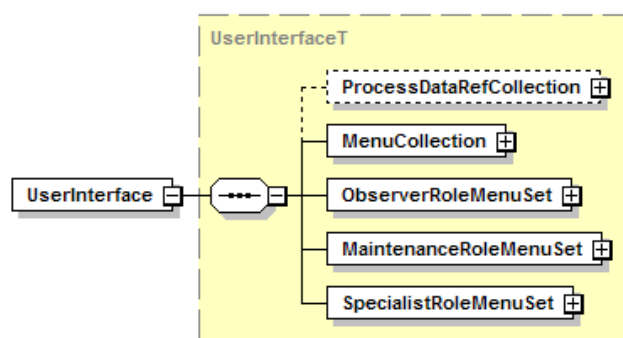 UserInterfaceT
ProcessDataRefCollection
MenuCollection
UserInterface
ObserverRoleMenuSet
MaintenanceRoleMenuSet
SpecialistRoleMenuSet